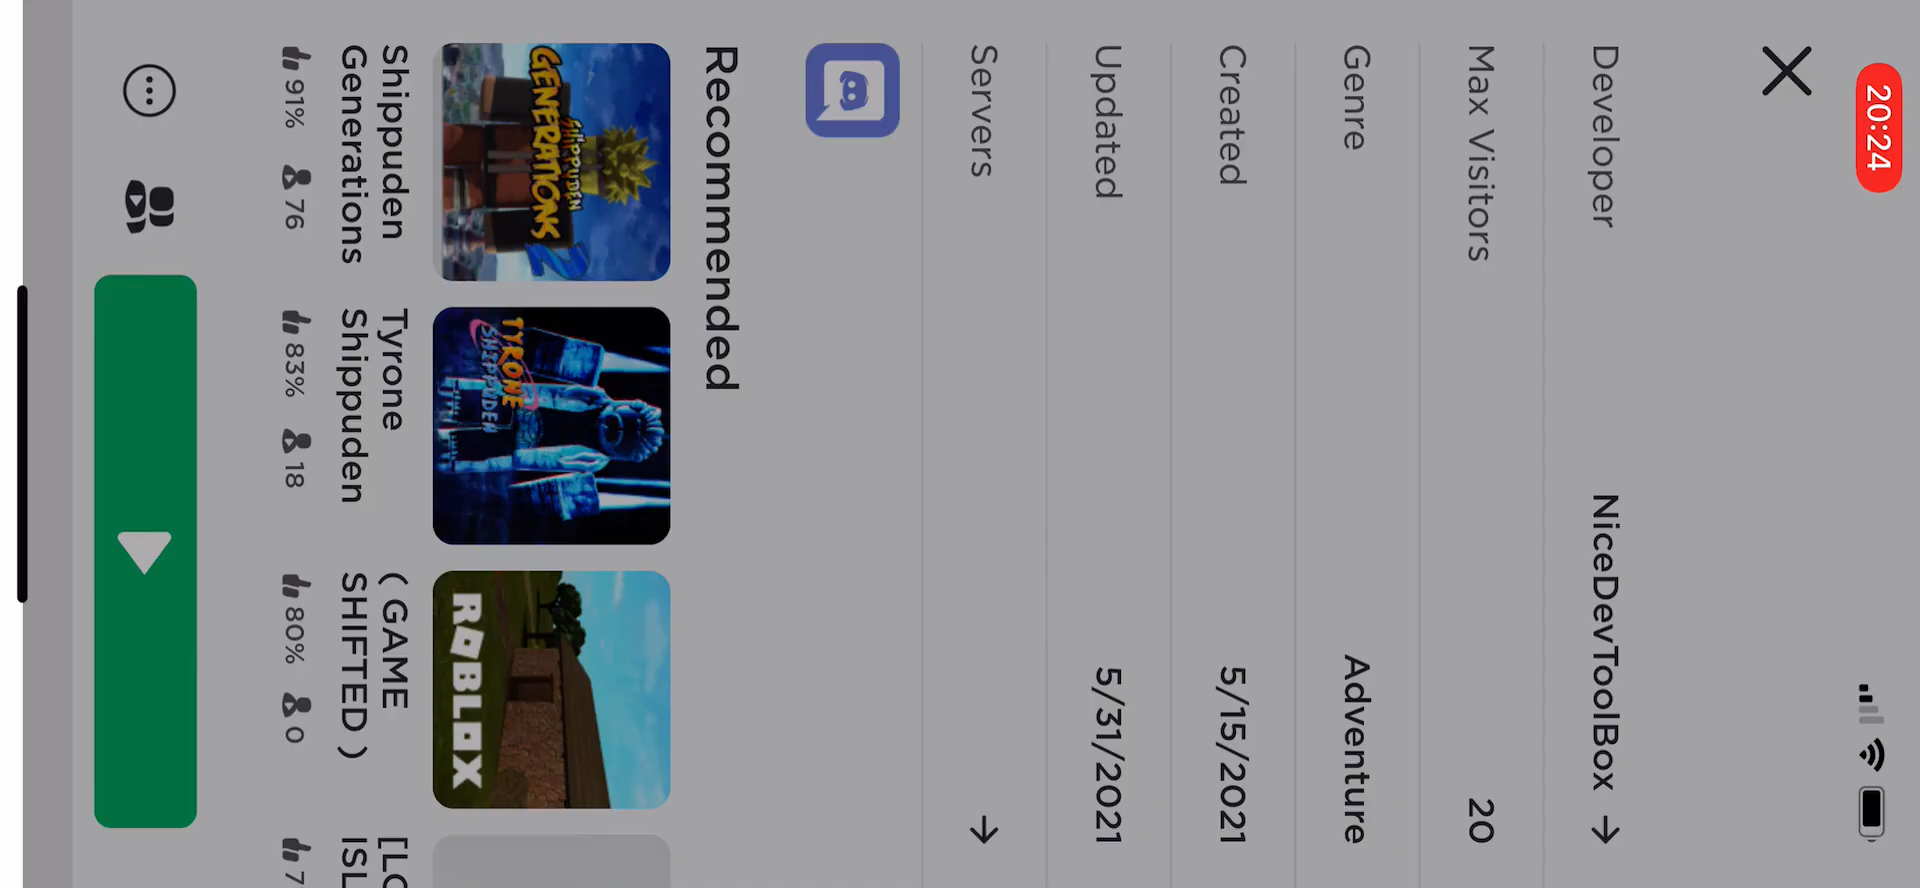 20:24
Developer NiceDevToolBox
Max Visitors 20
Genre Adventure
Created 5/15/2021
Updated 5/31/2021
Servers
Recommended
SHIPPUDEN
GENERATIONS
2
TYRONE
SHIPPUDEN
ROBLOX
Shippuden
Generations
91% 76
Tyrone
Shippuden
83% 18
( GAME
SHIFTED )
80% 0